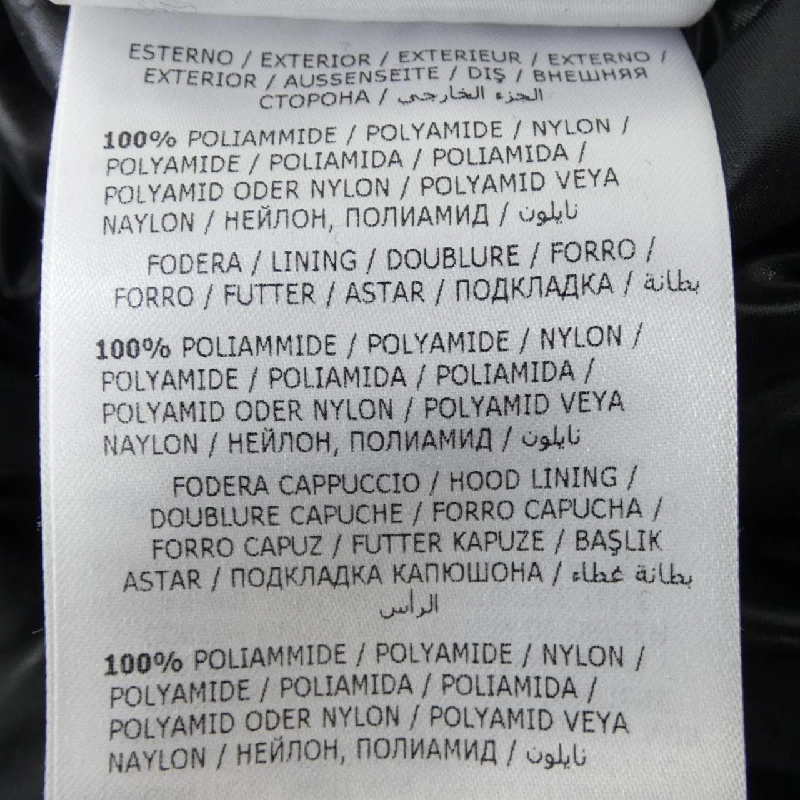 ESTERNO / EXTERIOR / EXTERIEUR / EXTERNO /
EXTERIOR / AUSSENSEITE / DIŞ / ВНЕШНЯЯ
СТОРОНА / الجزء الخارجي
100% POLIAMMIDE / POLYAMIDE / NYLON /
POLYAMIDE / POLIAMIDA / POLIAMIDA /
POLYAMID ODER NYLON / POLYAMID VEYA
NAYLON / НЕЙЛОН, ПОЛИАМИД / نايلون
FODERA / LINING / DOUBLURE / FORRO /
FORRO / FUTTER / ASTAR / ПОДКЛАДКА / بطانة
100% POLIAMMIDE / POLYAMIDE / NYLON /
POLYAMIDE / POLIAMIDA / POLIAMIDA /
POLYAMID ODER NYLON / POLYAMID VEYA
NAYLON / НЕЙЛОН, ПОЛИАМИД / نايلون
FODERA CAPPUCCIO / HOOD LINING /
DOUBLURE CAPUCHE / FORRO CAPUCHA /
FORRO CAPUZ / FUTTER KAPUZE / BAŞLIK
ASTAR / ПОДКЛАДКА КАПЮШОНА / بطانة غطاء
الرأس
100% POLIAMMIDE / POLYAMIDE / NYLON /
POLYAMIDE / POLIAMIDA / POLIAMIDA /
POLYAMID ODER NYLON / POLYAMID VEYA
NAYLON / НЕЙЛОН, ПОЛИАМИД / نايلون